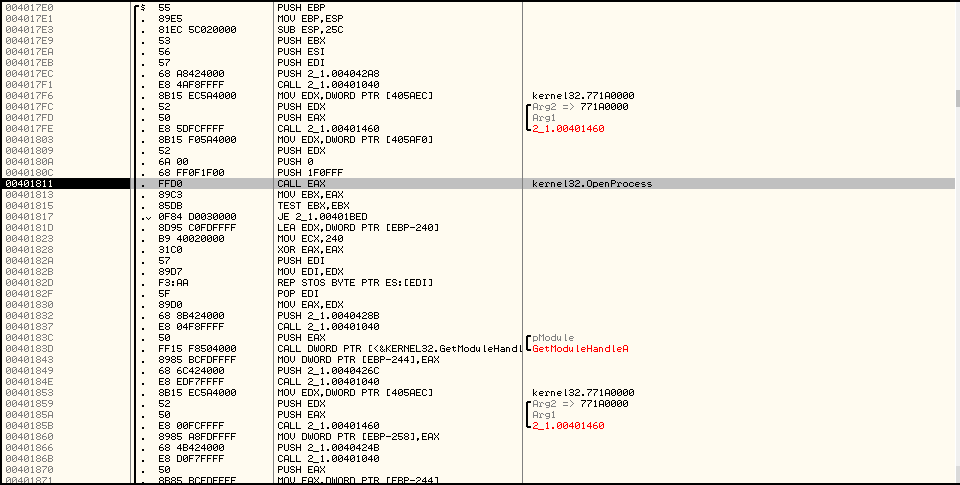 004017E0 $ 55 PUSH EBP
004017E1 . 89E5 MOV EBP,ESP
004017E3 . 81EC 5C020000 SUB ESP,25C
004017E9 . 53 PUSH EBX
004017EA . 56 PUSH ESI
004017EB . 57 PUSH EDI
004017EC . 68 A8424000 PUSH 2_1.004042A8
004017F1 . E8 4AF8FFFF CALL 2_1.00401040
004017F6 . 8B15 EC5A4000 MOV EDX,DWORD PTR [405AEC] kernel32.771A0000
004017FC . 52 PUSH EDX Arg2 => 771A0000
004017FD . 50 PUSH EAX Arg1
004017FE . E8 5DFCFFFF CALL 2_1.00401460 2_1.00401460
00401803 . 8B15 F05A4000 MOV EDX,DWORD PTR [405AF0]
00401809 . 52 PUSH EDX
0040180A . 6A 00 PUSH 0
0040180C . 68 FF0F1F00 PUSH 1F0FFF
00401811 . FFD0 CALL EAX kernel32.OpenProcess
00401813 . 89C3 MOV EBX,EAX
00401815 . 85DB TEST EBX,EBX
00401817 .v 0F84 D0030000 JE 2_1.00401BED
0040181D . 8D95 C0FDFFFF LEA EDX,DWORD PTR [EBP-240]
00401823 . B9 40020000 MOV ECX,240
00401828 . 31C0 XOR EAX,EAX
0040182A . 57 PUSH EDI
0040182B . 89D7 MOV EDI,EDX
0040182D . F3:AA REP STOS BYTE PTR ES:[EDI]
0040182F . 5F POP EDI
00401830 . 89D0 MOV EAX,EDX
00401832 . 68 8B424000 PUSH 2_1.0040428B
00401837 . E8 04F8FFFF CALL 2_1.00401040
0040183C . 50 PUSH EAX pModule
0040183D . FF15 F8504000 CALL DWORD PTR [<&KERNEL32.GetModuleHandl GetModuleHandleA
00401843 . 8985 BCFDFFFF MOV DWORD PTR [EBP-244],EAX
00401849 . 68 6C424000 PUSH 2_1.0040426C
0040184E . E8 EDF7FFFF CALL 2_1.00401040
00401853 . 8B15 EC5A4000 MOV EDX,DWORD PTR [405AEC] kernel32.771A0000
00401859 . 52 PUSH EDX Arg2 => 771A0000
0040185A . 50 PUSH EAX Arg1
0040185B . E8 00FCFFFF CALL 2_1.00401460 2_1.00401460
00401860 . 8985 A8FDFFFF MOV DWORD PTR [EBP-258],EAX
00401866 . 68 4B424000 PUSH 2_1.0040424B
0040186B . E8 D0F7FFFF CALL 2_1.00401040
00401870 . 50 PUSH EAX
00401871 . 8B85 BCFDFFFF MOV EAX,DWORD PTR [EBP-244]